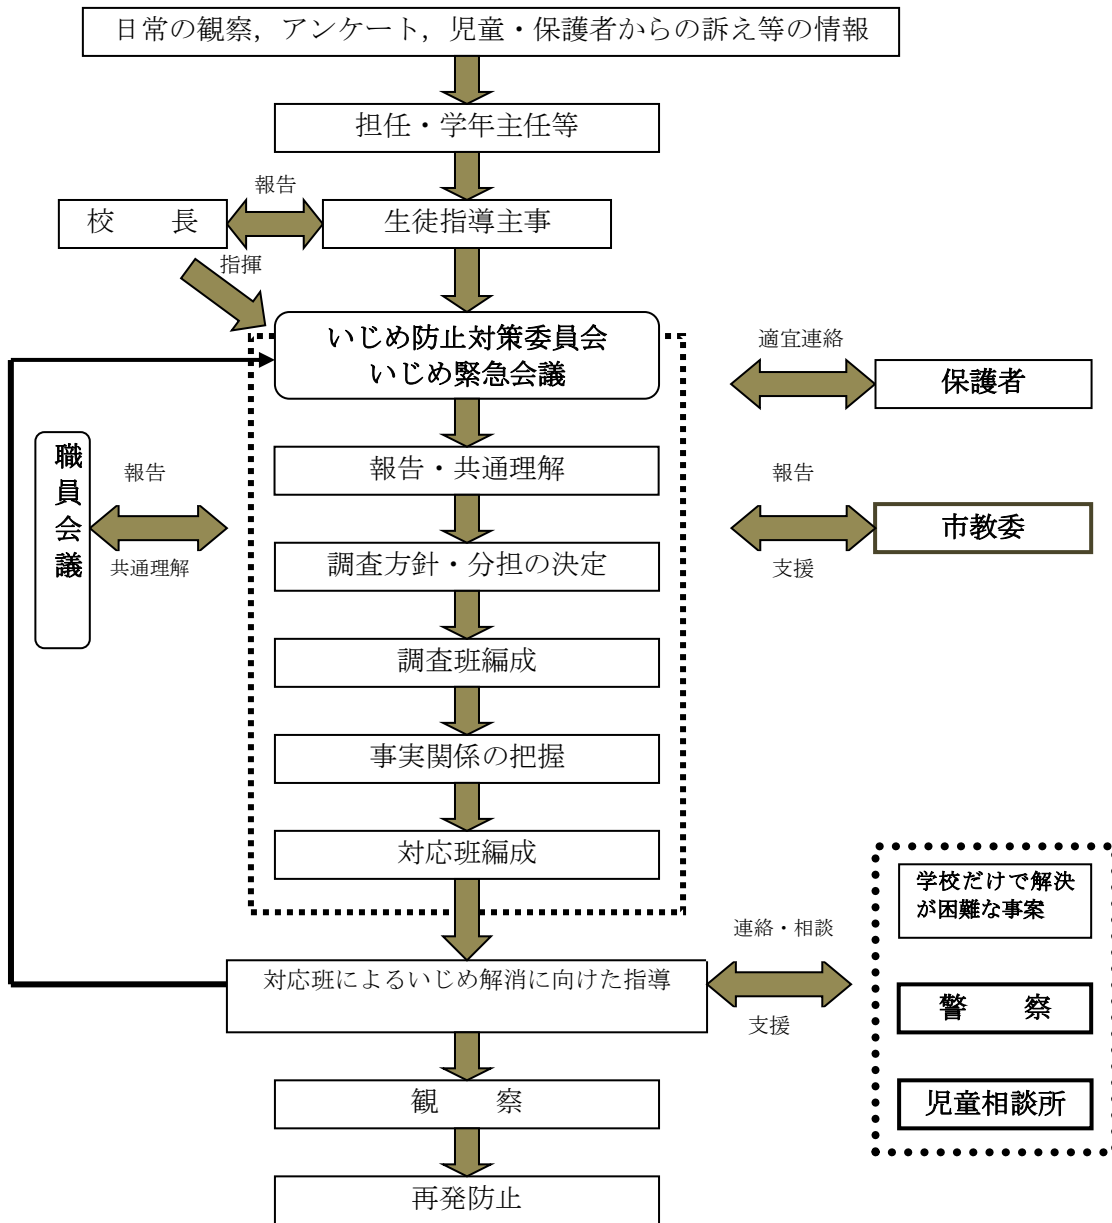 日常の観察，アンケート，児童・保護者からの訴え等の情報
担任・学年主任等
報告
校　　長
生徒指導主事
指揮
いじめ防止対策委員会
いじめ緊急会議
適宜連絡
保護者
職員会議
報告
共通理解
報告・共通理解
報告
市教委
支援
調査方針・分担の決定
調査班編成
事実関係の把握
対応班編成
学校だけで解決
が困難な事案
連絡・相談
対応班によるいじめ解消に向けた指導
支援
警　　察
児童相談所
観　　察
再発防止